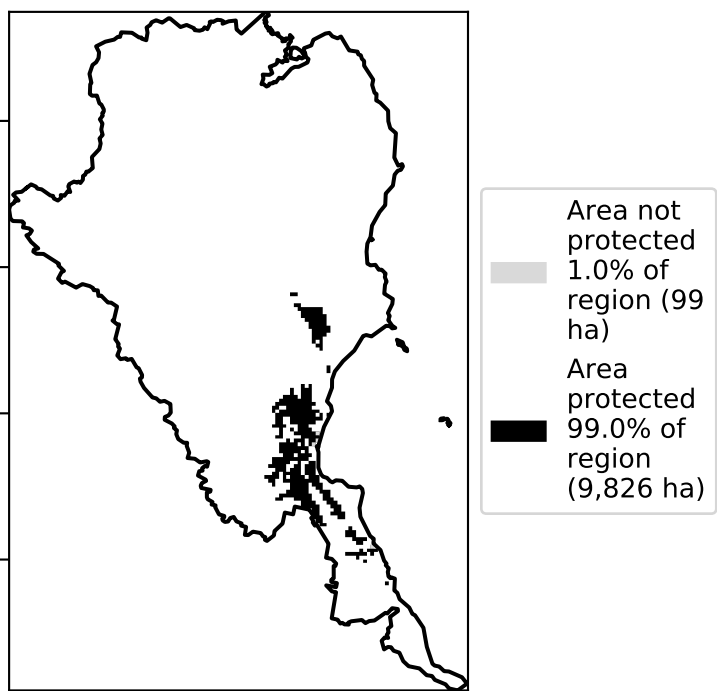 Area not
protected
1.0% of
region (99
ha)
Area
protected
99.0% of
region
(9,826 ha)